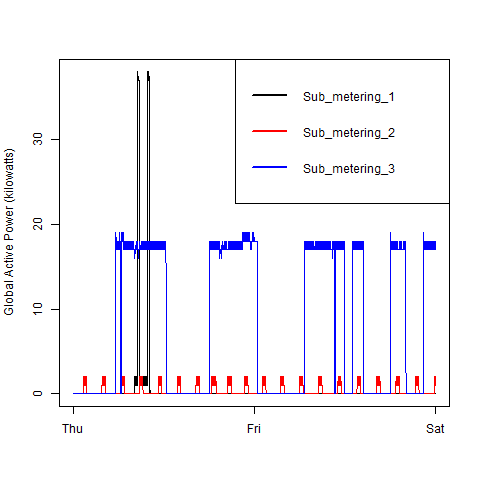 Sub_metering_1
Sub_metering_2
Sub_metering_3
Global Active Power (kilowatts)
30
20
10
0
Thu Fri Sat